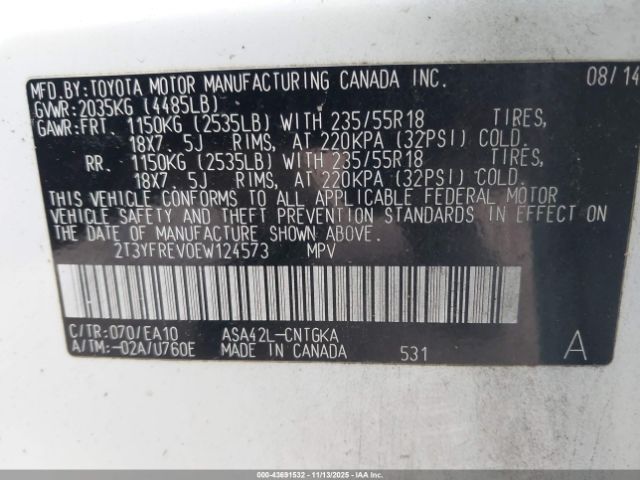 MFD.BY:TOYOTA MOTOR MANUFACTURING CANADA INC. 08/14
GVWR:2035KG (4485LB)
GAWR:FRT. 1150KG (2535LB) WITH 235/55R18 TIRES,
18X7. 5J RIMS, AT 220KPA (32PSI) COLD.
RR. 1150KG (2535LB) WITH 235/55R18 TIRES,
18X7. 5J RIMS, AT 220KPA (32PSI) COLD.
THIS VEHICLE CONFORMS TO ALL APPLICABLE FEDERAL MOTOR
VEHICLE SAFETY AND THEFT PREVENTION STANDARDS IN EFFECT ON
THE DATE OF MANUFACTURE SHOWN ABOVE.
2T3YFREV0EW124573 MPV
C/TR:070/EA10 ASA42L-CNTGKA
A/TM:-02A/U760E MADE IN CANADA 531 A
000-43691532 - 11/13/2025 - IAAI.COM